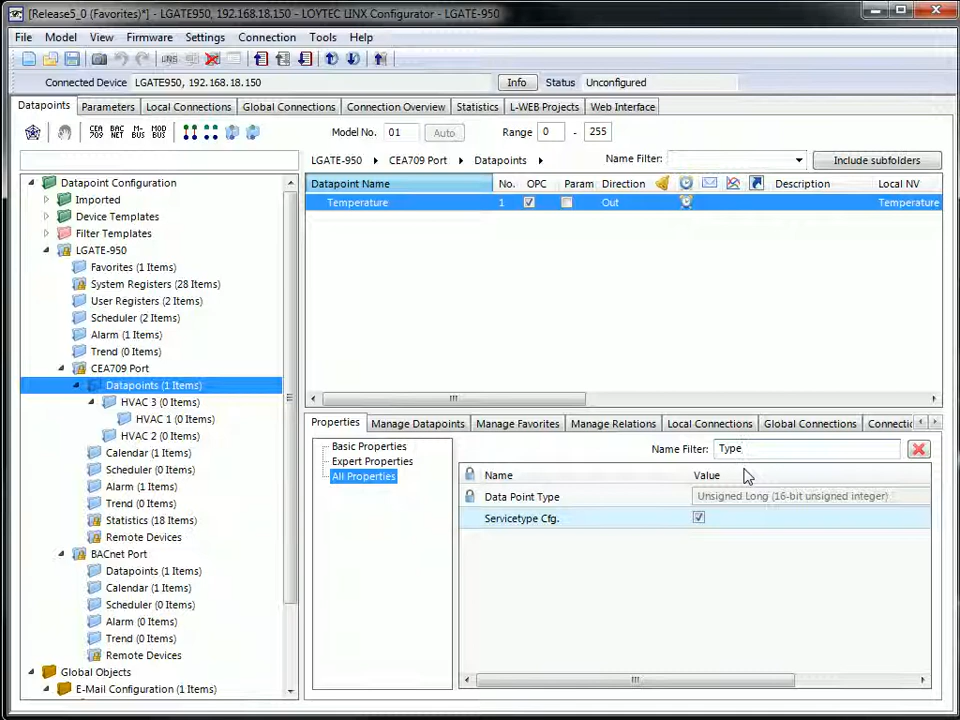 [Release5_0 (Favorites)*] - LGATE950, 192.168.18.150 - LOYTEC LINX Configurator - LGATE-950
File Model View Firmware Settings Connection Tools Help
LNS
Connected Device LGATE950, 192.168.18.150 Info Status Unconfigured
Datapoints Parameters Local Connections Global Connections Connection Overview Statistics L-WEB Projects Web Interface
CEA 709 BAC NET M-BUS MOD BUS Model No. 01 Auto Range 0 - 255
LGATE-950 CEA709 Port Datapoints Name Filter: Include subfolders
Datapoint Name No. OPC Param Direction Description Local NV
Temperature 1 Out Temperature
Datapoint Configuration
Imported
Device Templates
Filter Templates
LGATE-950
Favorites (1 Items)
System Registers (28 Items)
User Registers (2 Items)
Scheduler (2 Items)
Alarm (1 Items)
Trend (0 Items)
CEA709 Port
Datapoints (1 Items)
HVAC 3 (0 Items)
HVAC 1 (0 Items)
HVAC 2 (0 Items)
Calendar (1 Items)
Scheduler (0 Items)
Alarm (1 Items)
Trend (0 Items)
Statistics (18 Items)
Remote Devices
BACnet Port
Datapoints (1 Items)
Calendar (1 Items)
Scheduler (0 Items)
Alarm (0 Items)
Trend (0 Items)
Remote Devices
Global Objects
E-Mail Configuration (1 Items)
Properties Manage Datapoints Manage Favorites Manage Relations Local Connections Global Connections Connectic
Basic Properties
Expert Properties
All Properties
Name Filter: Type
Name Value
Data Point Type Unsigned Long (16-bit unsigned integer)
Servicetype Cfg.